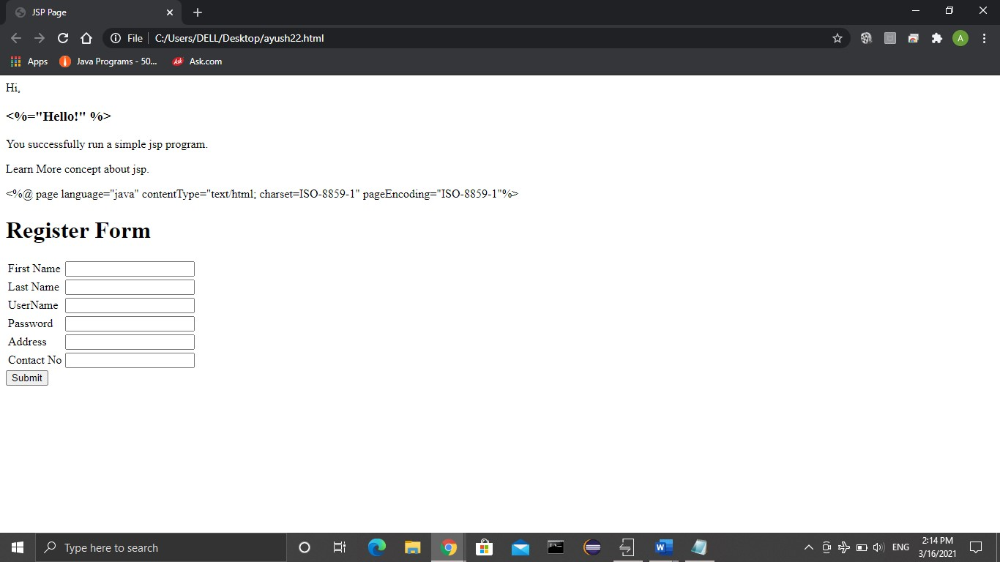 JSP Page
File C:/Users/DELL/Desktop/ayush22.html
A
Apps Java Programs - 50... Ask Ask.com
Hi,
<%="Hello!" %>
You successfully run a simple jsp program.
Learn More concept about jsp.
<%@ page language="java" contentType="text/html; charset=ISO-8859-1" pageEncoding="ISO-8859-1"%>
Register Form
First Name
Last Name
UserName
Password
Address
Contact No
Submit
Type here to search
W
ENG
2:14 PM
3/16/2021